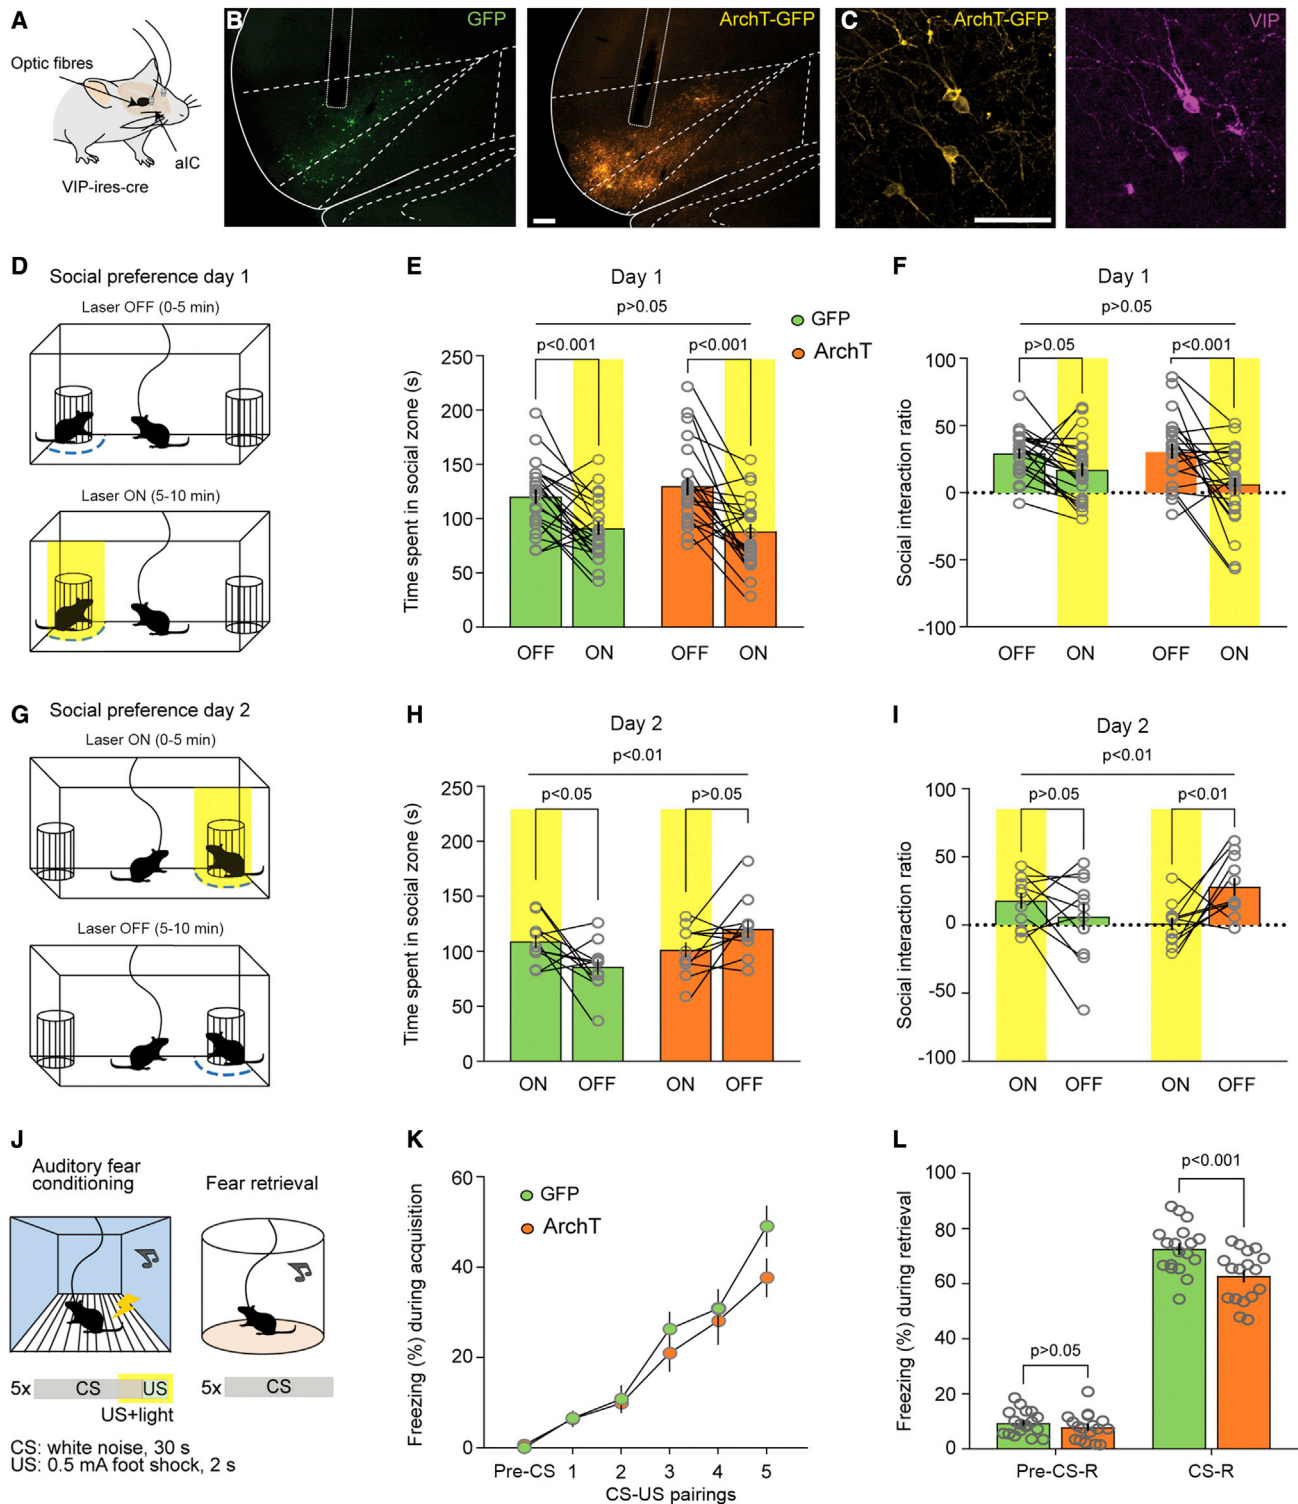 A
Optic fibres
aIC
VIP-ires-cre
B
GFP
ArchT-GFP
C
ArchT-GFP
VIP
D
Social preference day 1
Laser OFF (0-5 min)
Laser ON (5-10 min)
E
Day 1
p>0.05
p<0.001
p<0.001
GFP
ArchT
Time spent in social zone (s)
250
200
150
100
50
0
OFF
ON
OFF
ON
F
Day 1
p>0.05
p>0.05
p<0.001
Social interaction ratio
100
50
0
-50
-100
OFF
ON
OFF
ON
G
Social preference day 2
Laser ON (0-5 min)
Laser OFF (5-10 min)
H
Day 2
p<0.01
p<0.05
p>0.05
Time spent in social zone (s)
250
200
150
100
50
0
ON
OFF
ON
OFF
I
Day 2
p<0.01
p>0.05
p<0.01
Social interaction ratio
100
50
0
-50
-100
ON
OFF
ON
OFF
J
Auditory fear
conditioning
Fear retrieval
5x
CS
US
US+light
5x
CS
CS: white noise, 30 s
US: 0.5 mA foot shock, 2 s
K
GFP
ArchT
Freezing (%) during acquisition
60
40
20
0
Pre-CS 1 2 3 4 5
CS-US pairings
L
p<0.001
p>0.05
Freezing (%) during retrieval
100
80
60
40
20
0
Pre-CS-R
CS-R